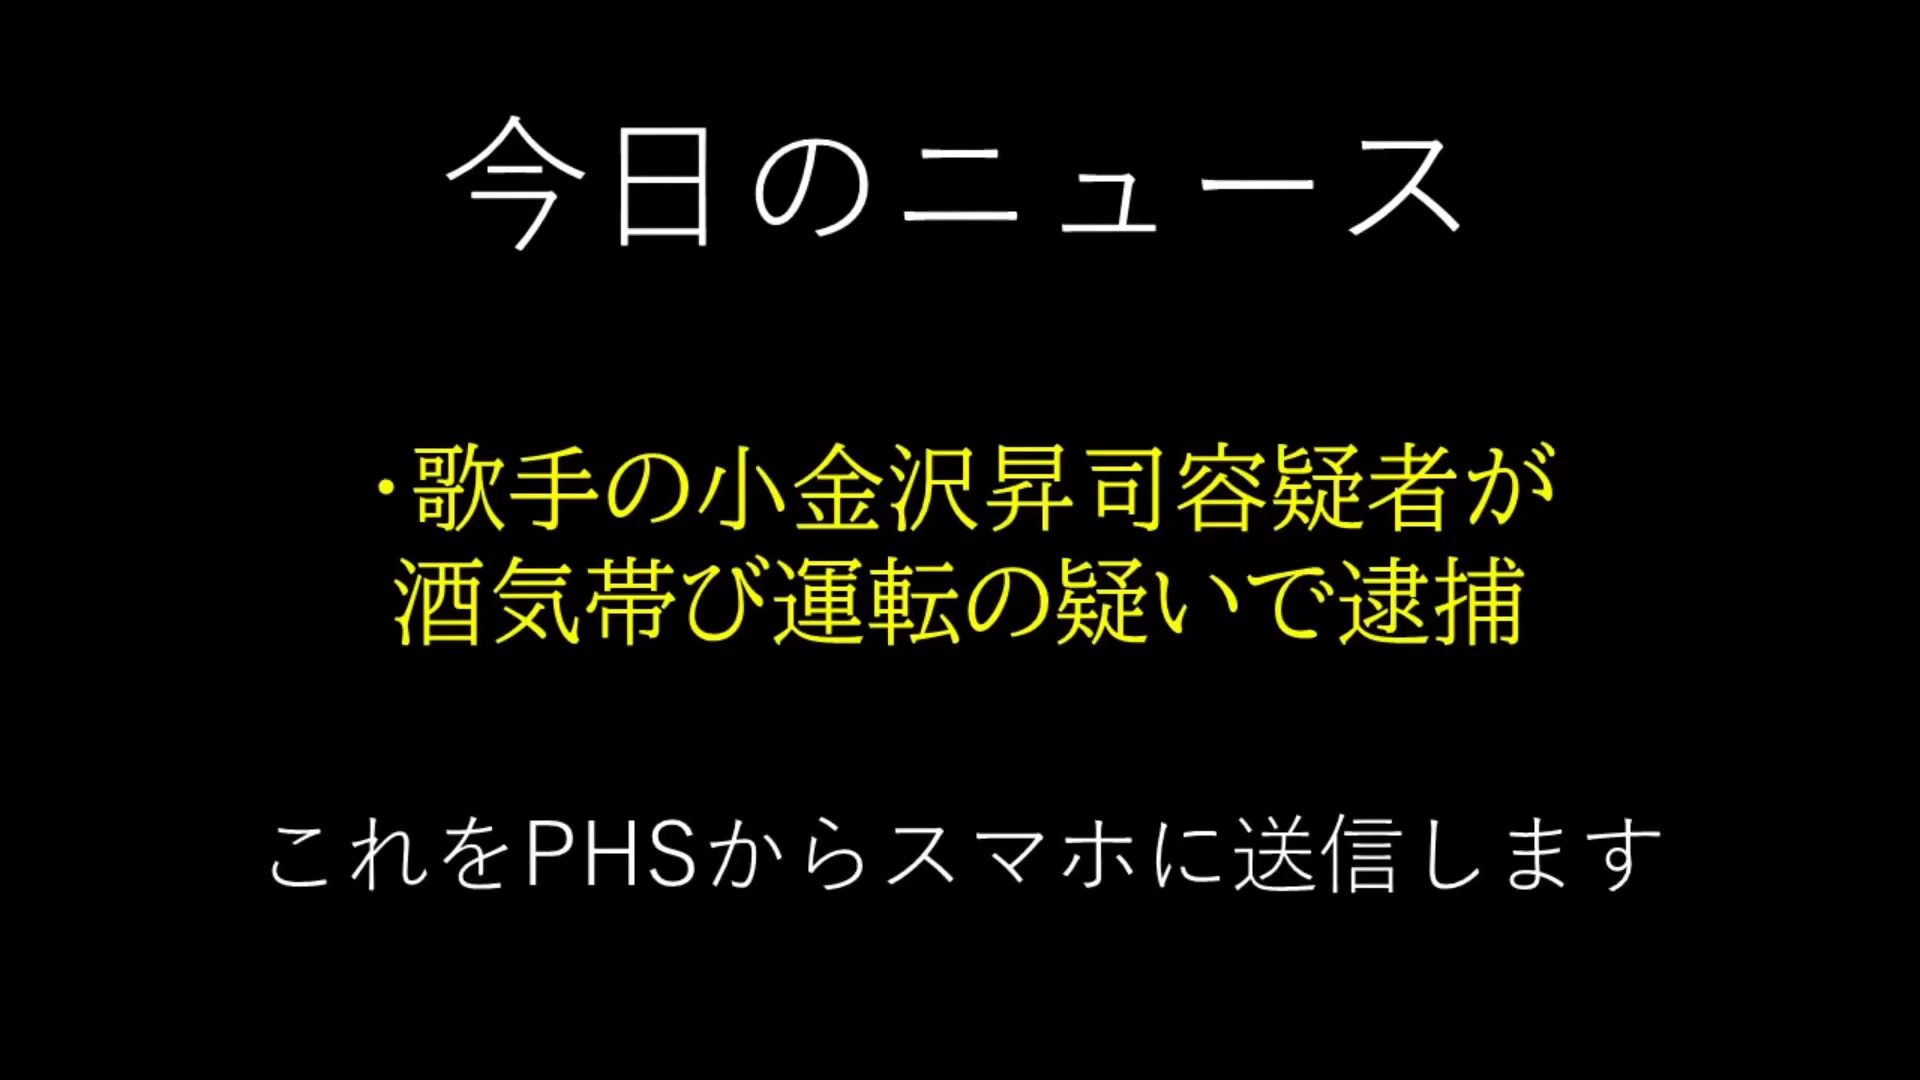 今日のニュース
・歌手の小金沢昇司容疑者が
酒気帯び運転の疑いで逮捕
これをPHSからスマホに送信します